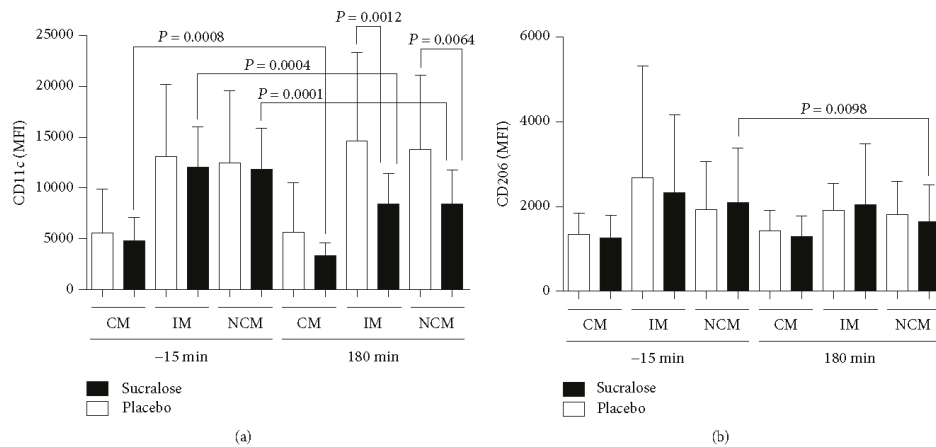 P = 0.0012
P = 0.0008
P = 0.0064
P = 0.0004
P = 0.0001
25000
20000
15000
10000
5000
0
CD11c (MFI)
CM IM NCM CM IM NCM
−15 min 180 min
Sucralose
Placebo
(a)
6000
4000
2000
0
CD206 (MFI)
P = 0.0098
CM IM NCM CM IM NCM
−15 min 180 min
Sucralose
Placebo
(b)